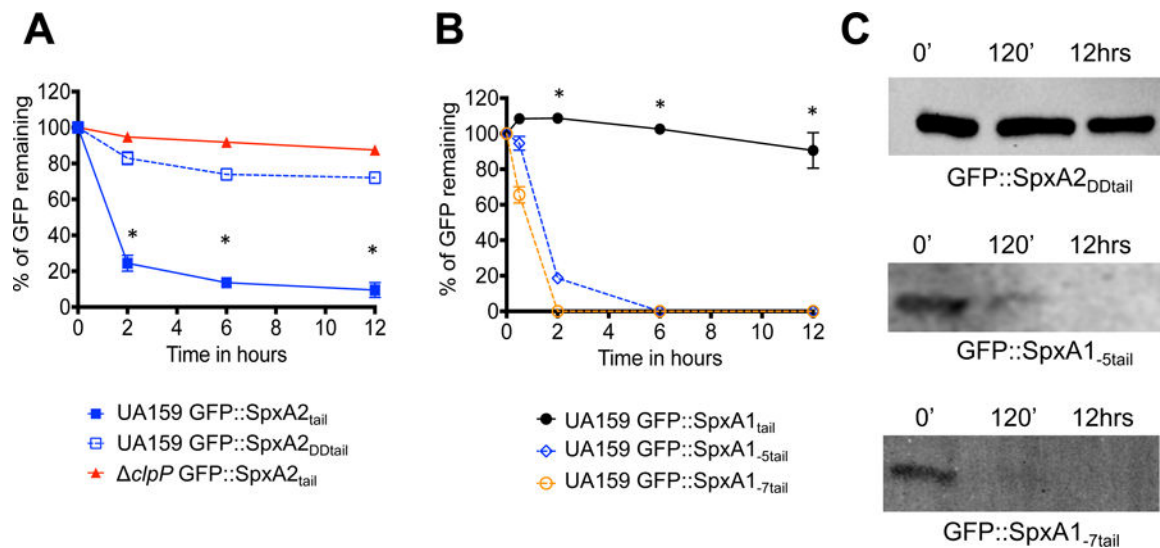 A
% of GFP remaining
120
100
80
60
40
20
0
*
*
*
0 2 4 6 8 10 12
Time in hours
UA159 GFP::SpxA2tail
UA159 GFP::SpxA2DDtail
ΔclpP GFP::SpxA2tail
B
% of GFP remaining
120
100
80
60
40
20
0
*
*
*
0 2 4 6 8 10 12
Time in hours
UA159 GFP::SpxA1tail
UA159 GFP::SpxA1-5tail
UA159 GFP::SpxA1-7tail
C
0' 120' 12hrs
GFP::SpxA2DDtail
0' 120' 12hrs
GFP::SpxA1-5tail
0' 120' 12hrs
GFP::SpxA1-7tail